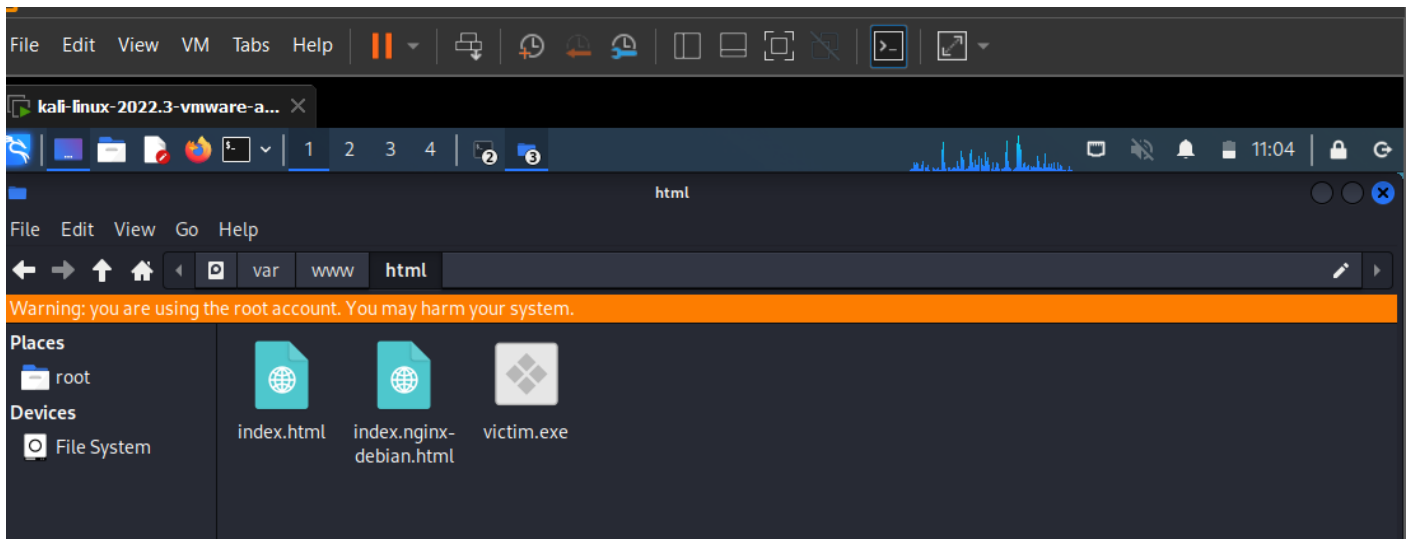 File Edit View VM Tabs Help
kali-linux-2022.3-vmware-a...
1 2 3 4 2 3 11:04
html
File Edit View Go Help
var www html
Warning: you are using the root account. You may harm your system.
Places
root
Devices
File System
index.html
index.nginx-
debian.html
victim.exe